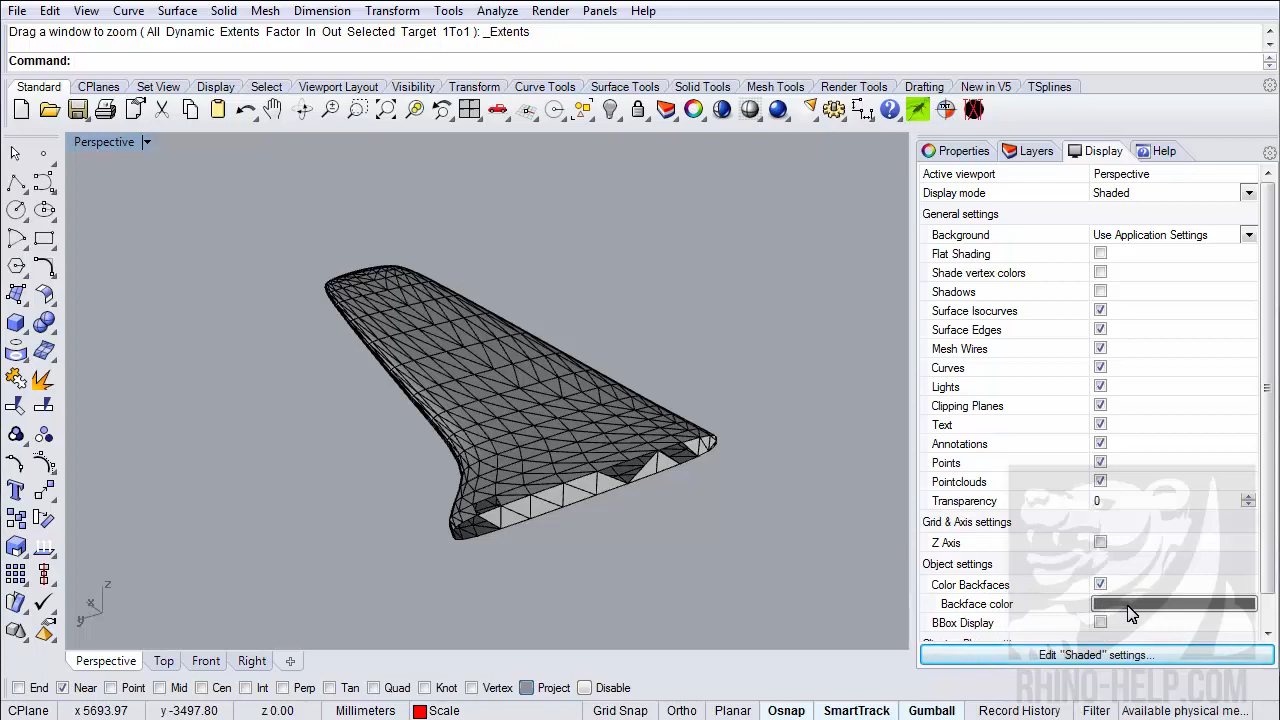 File Edit View Curve Surface Solid Mesh Dimension Transform Tools Analyze Render Panels Help
Drag a window to zoom ( All Dynamic Extents Factor In Out Selected Target 1To1 ): _Extents
Command:
Standard CPlanes Set View Display Select Viewport Layout Visibility Transform Curve Tools Surface Tools Solid Tools Mesh Tools Render Tools Drafting New in V5 TSplines
Perspective
Properties Layers Display Help
Active viewport Perspective
Display mode Shaded
General settings
Background Use Application Settings
Flat Shading
Shade vertex colors
Shadows
Surface Isocurves
Surface Edges
Mesh Wires
Curves
Lights
Clipping Planes
Text
Annotations
Points
Pointclouds
Transparency 0
Grid & Axis settings
Z Axis
Object settings
Color Backfaces
Backface color
BBox Display
Edit "Shaded" settings...
z
x
y
Perspective Top Front Right
RHINO-HELP.COM
End Near Point Mid Cen Int Perp Tan Quad Knot Vertex Project Disable
CPlane x 5693.97 y -3497.80 z 0.00 Millimeters Scale Grid Snap Ortho Planar Osnap SmartTrack Gumball Record History Filter Available physical me...